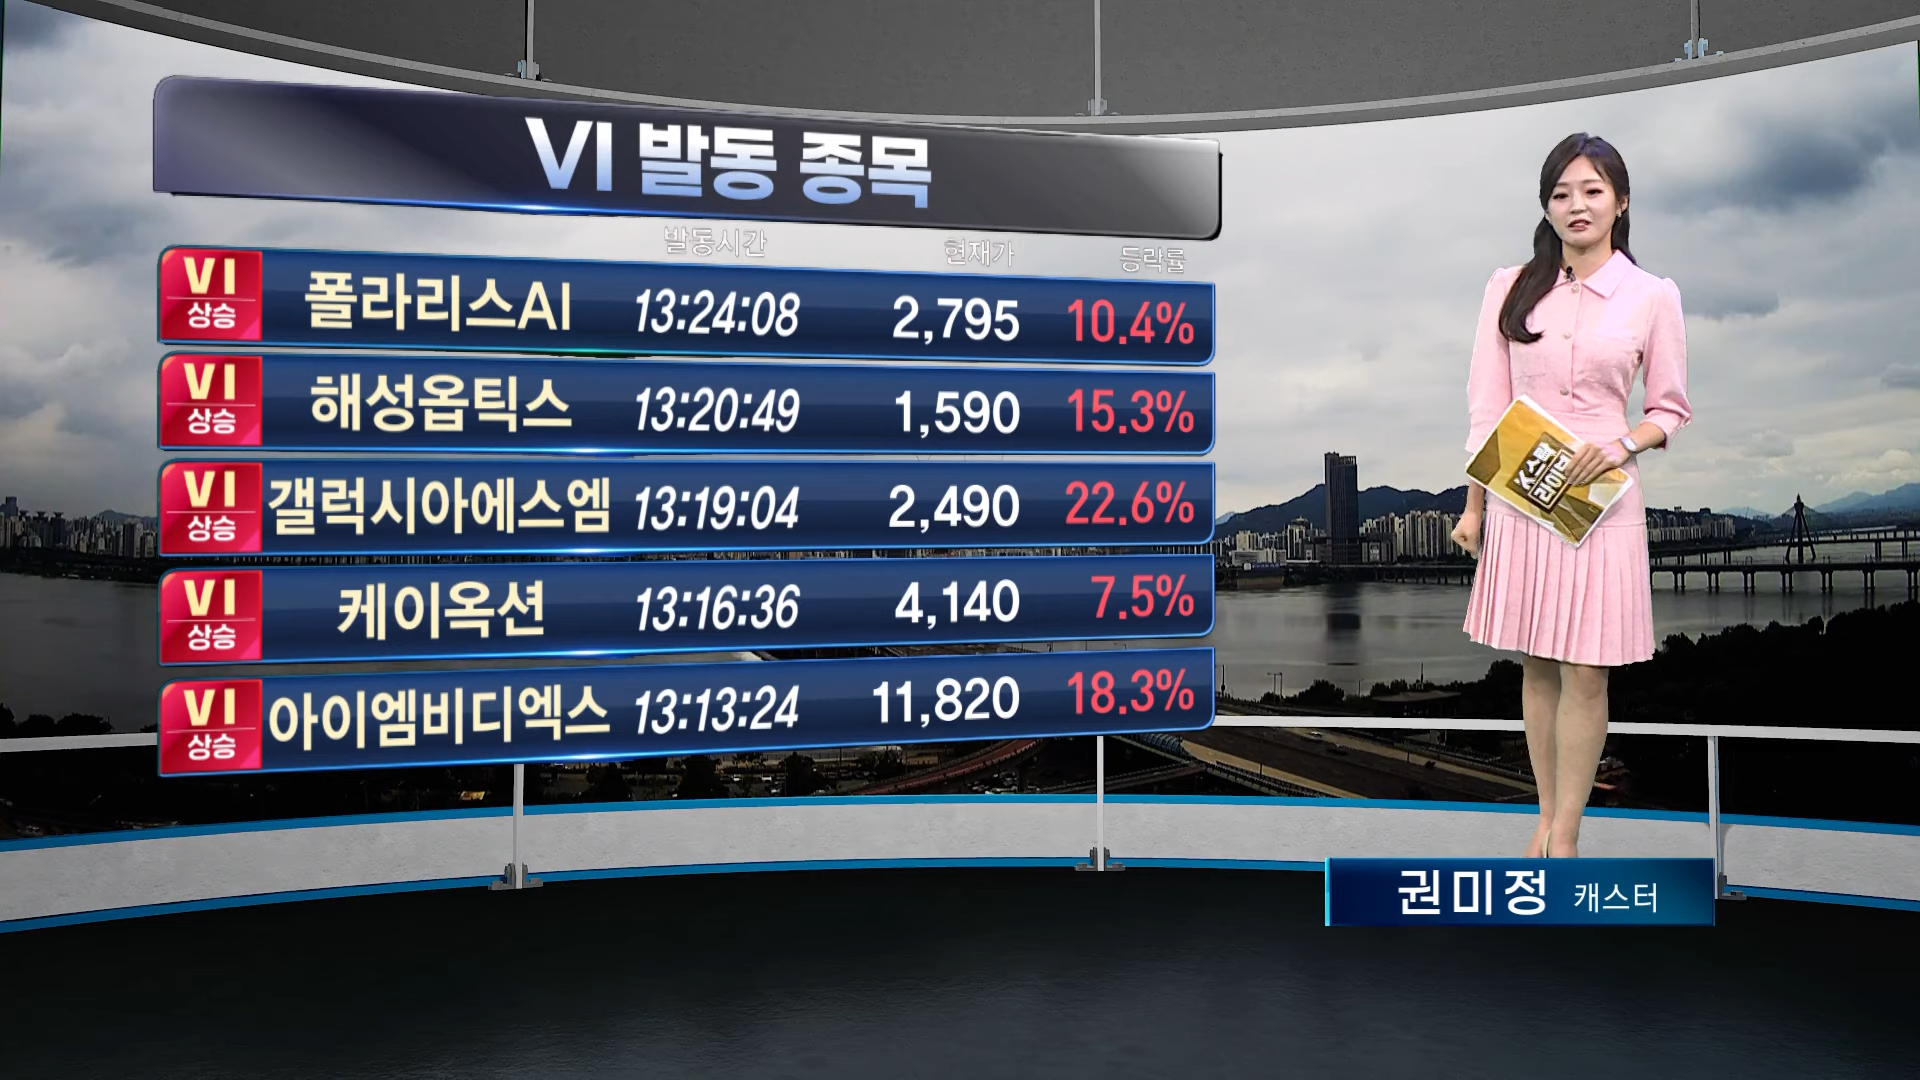 VI 발동 종목
발동시간 현재가 등락률
VI 상승 폴라리스AI 13:24:08 2,795 10.4%
VI 상승 해성옵틱스 13:20:49 1,590 15.3%
VI 상승 갤럭시아에스엠 13:19:04 2,490 22.6%
VI 상승 케이옥션 13:16:36 4,140 7.5%
VI 상승 아이엠비디엑스 13:13:24 11,820 18.3%
권미정 캐스터